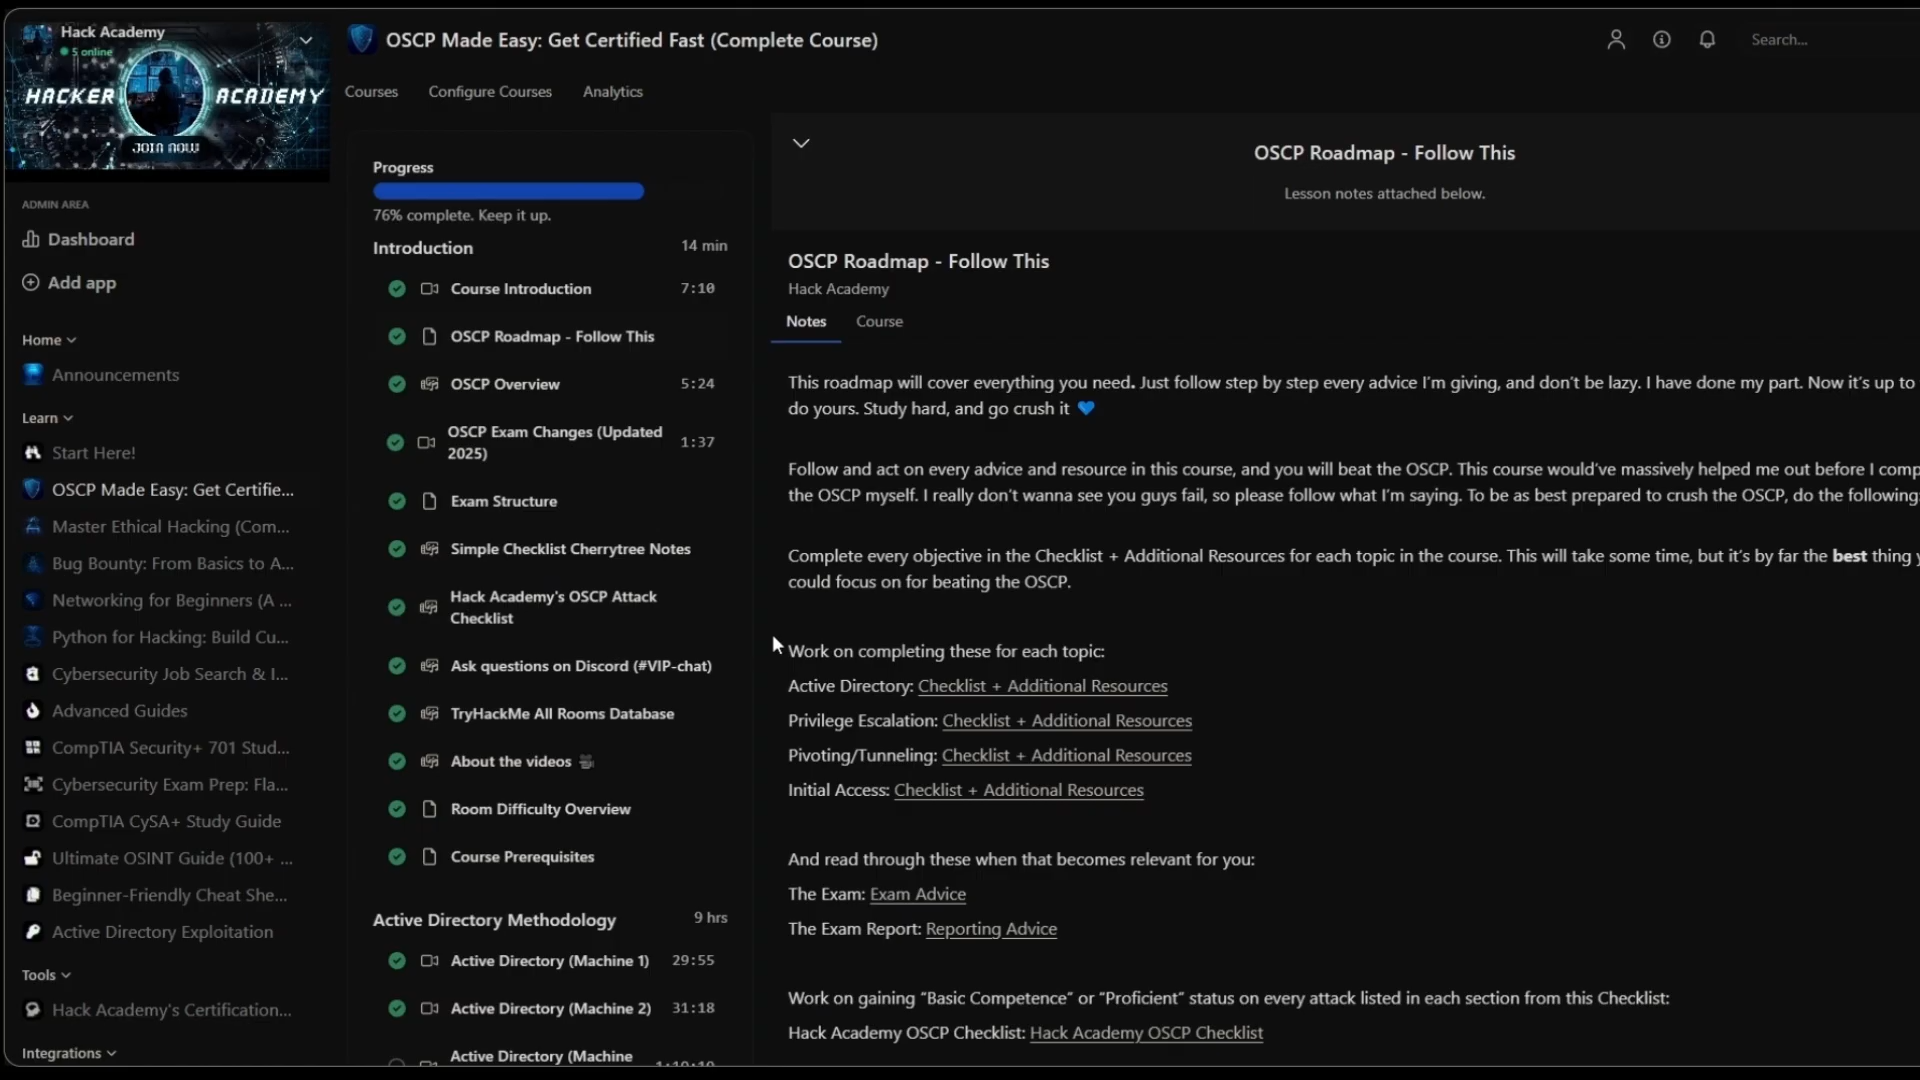 Hack Academy
5 online
HACKER ACADEMY
JOIN NOW
OSCP Made Easy: Get Certified Fast (Complete Course)
Search...
Courses
Configure Courses
Analytics
ADMIN AREA
Dashboard
Add app
Home
Announcements
Learn
Start Here!
OSCP Made Easy: Get Certifie...
Master Ethical Hacking (Com...
Bug Bounty: From Basics to A...
Networking for Beginners (A ...
Python for Hacking: Build Cu...
Cybersecurity Job Search & I...
Advanced Guides
CompTIA Security+ 701 Stud...
Cybersecurity Exam Prep: Fla...
CompTIA CySA+ Study Guide
Ultimate OSINT Guide (100+ ...
Beginner-Friendly Cheat She...
Active Directory Exploitation
Tools
Hack Academy's Certification...
Integrations
Progress
76% complete. Keep it up.
Introduction 14 min
Course Introduction 7:10
OSCP Roadmap - Follow This
OSCP Overview 5:24
OSCP Exam Changes (Updated
2025) 1:37
Exam Structure
Simple Checklist Cherrytree Notes
Hack Academy's OSCP Attack
Checklist
Ask questions on Discord (#VIP-chat)
TryHackMe All Rooms Database
About the videos
Room Difficulty Overview
Course Prerequisites
Active Directory Methodology 9 hrs
Active Directory (Machine 1) 29:55
Active Directory (Machine 2) 31:18
Active Directory (Machine
OSCP Roadmap - Follow This
Lesson notes attached below.
OSCP Roadmap - Follow This
Hack Academy
Notes Course
This roadmap will cover everything you need. Just follow step by step every advice I'm giving, and don't be lazy. I have done my part. Now it's up to
do yours. Study hard, and go crush it 💙
Follow and act on every advice and resource in this course, and you will beat the OSCP. This course would've massively helped me out before I comp
the OSCP myself. I really don't wanna see you guys fail, so please follow what I'm saying. To be as best prepared to crush the OSCP, do the following:
Complete every objective in the Checklist + Additional Resources for each topic in the course. This will take some time, but it's by far the best thing y
could focus on for beating the OSCP.
Work on completing these for each topic:
Active Directory: Checklist + Additional Resources
Privilege Escalation: Checklist + Additional Resources
Pivoting/Tunneling: Checklist + Additional Resources
Initial Access: Checklist + Additional Resources
And read through these when that becomes relevant for you:
The Exam: Exam Advice
The Exam Report: Reporting Advice
Work on gaining “Basic Competence” or “Proficient” status on every attack listed in each section from this Checklist:
Hack Academy OSCP Checklist: Hack Academy OSCP Checklist